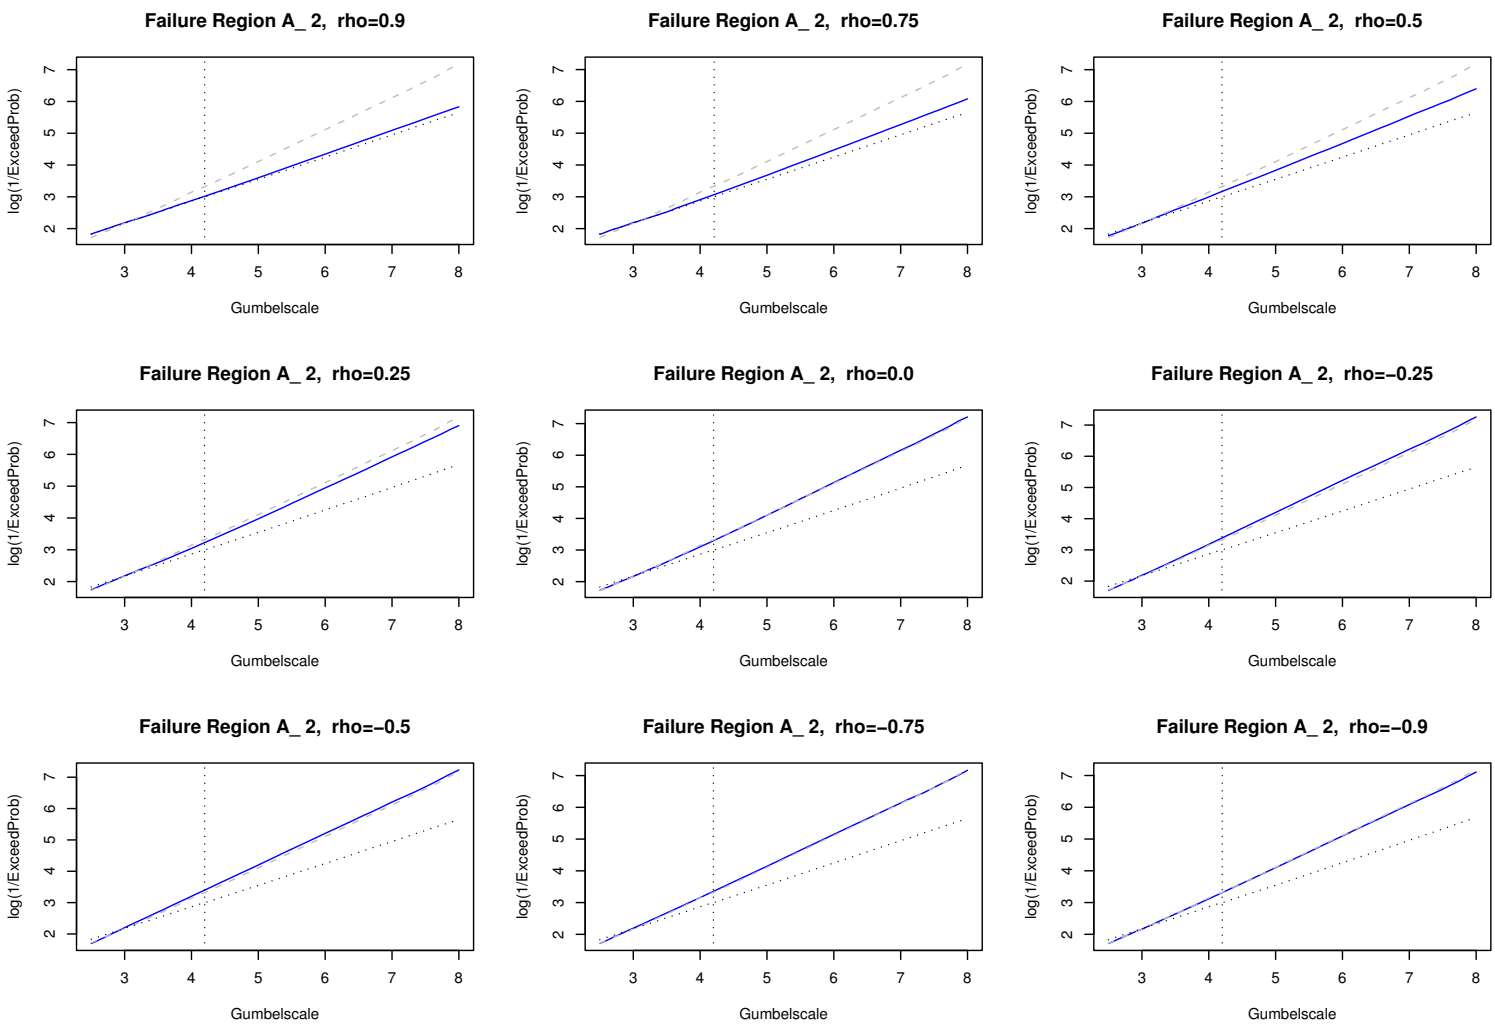 Failure Region A_ 2, rho=0.9
log(1/ExceedProb)
7
6
5
4
3
2
3 4 5 6 7 8
Gumbelscale
Failure Region A_ 2, rho=0.75
log(1/ExceedProb)
7
6
5
4
3
2
3 4 5 6 7 8
Gumbelscale
Failure Region A_ 2, rho=0.5
log(1/ExceedProb)
7
6
5
4
3
2
3 4 5 6 7 8
Gumbelscale
Failure Region A_ 2, rho=0.25
log(1/ExceedProb)
7
6
5
4
3
2
3 4 5 6 7 8
Gumbelscale
Failure Region A_ 2, rho=0.0
log(1/ExceedProb)
7
6
5
4
3
2
3 4 5 6 7 8
Gumbelscale
Failure Region A_ 2, rho=−0.25
log(1/ExceedProb)
7
6
5
4
3
2
3 4 5 6 7 8
Gumbelscale
Failure Region A_ 2, rho=−0.5
log(1/ExceedProb)
7
6
5
4
3
2
3 4 5 6 7 8
Gumbelscale
Failure Region A_ 2, rho=−0.75
log(1/ExceedProb)
7
6
5
4
3
2
3 4 5 6 7 8
Gumbelscale
Failure Region A_ 2, rho=−0.9
log(1/ExceedProb)
7
6
5
4
3
2
3 4 5 6 7 8
Gumbelscale